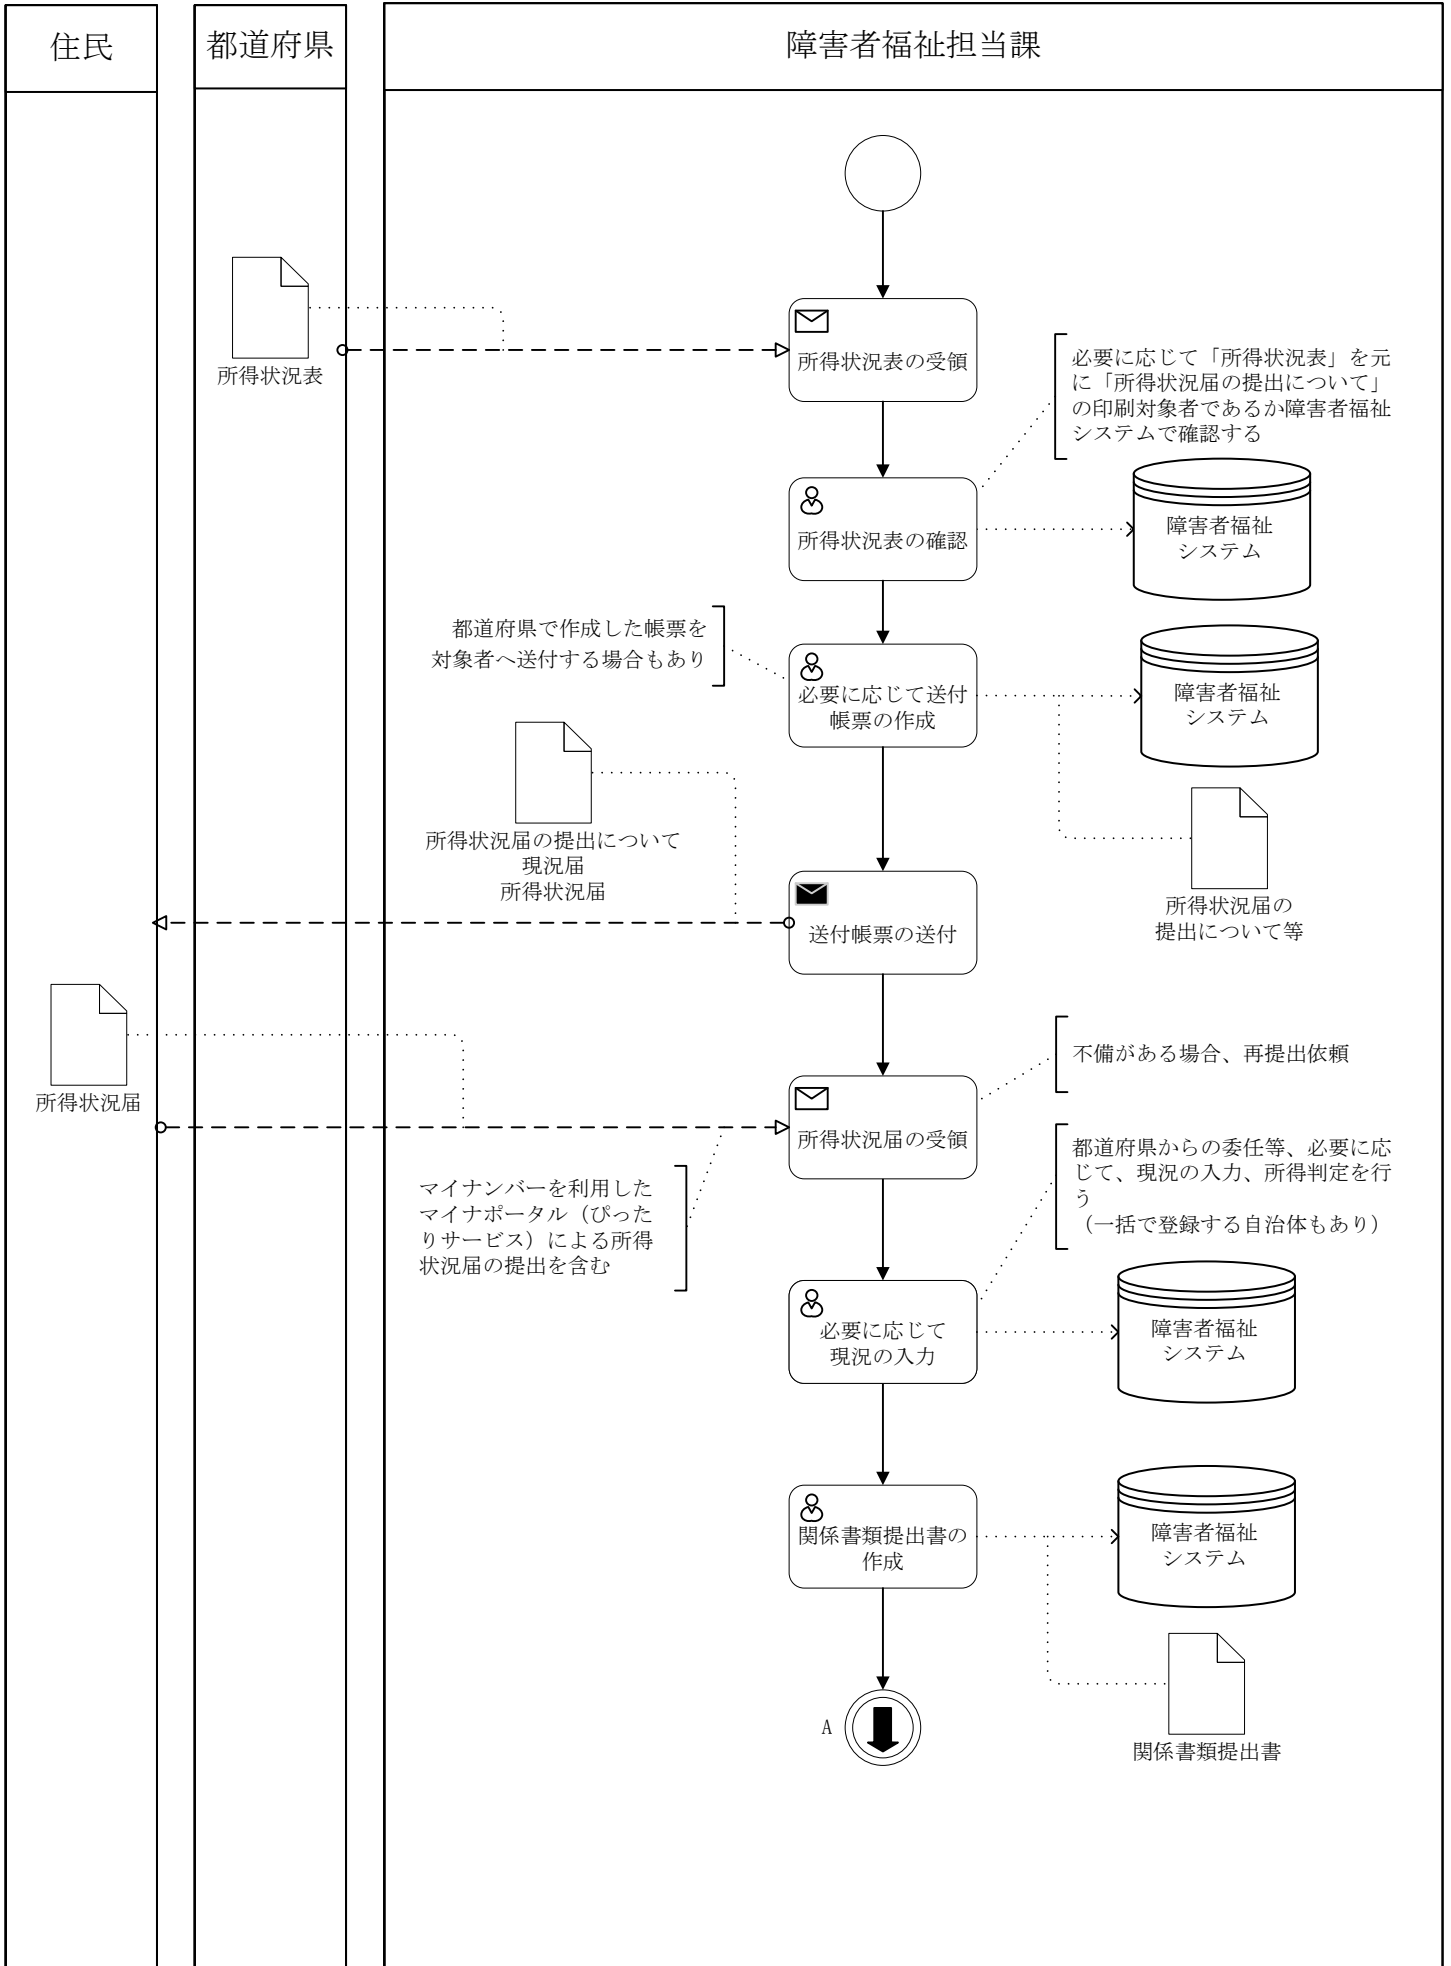 住民
都道府県
障害者福祉担当課
所得状況表
所得状況表の受領
必要に応じて「所得状況表」を元
に「所得状況届の提出について」
の印刷対象者であるか障害者福祉
システムで確認する
所得状況表の確認
障害者福祉
システム
都道府県で作成した帳票を
対象者へ送付する場合もあり
必要に応じて送付
帳票の作成
障害者福祉
システム
所得状況届の提出について
現況届
所得状況届
所得状況届の
提出について等
送付帳票の送付
所得状況届
不備がある場合、再提出依頼
所得状況届の受領
マイナンバーを利用した
マイナポータル（ぴった
りサービス）による所得
状況届の提出を含む
都道府県からの委任等、必要に応
じて、現況の入力、所得判定を行
う
（一括で登録する自治体もあり）
必要に応じて
現況の入力
障害者福祉
システム
関係書類提出書の
作成
障害者福祉
システム
関係書類提出書
A